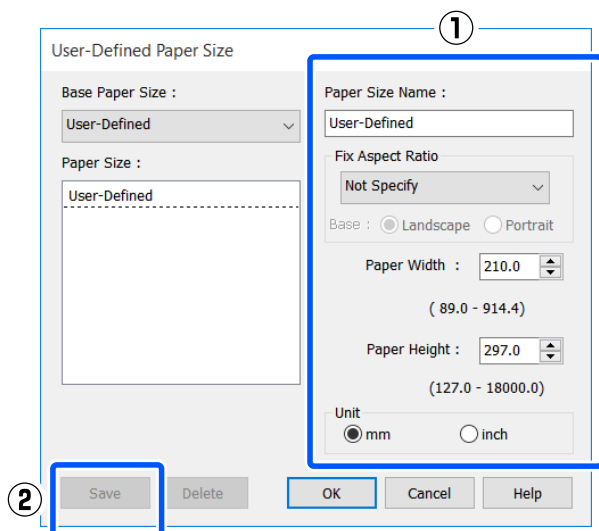 ①
User-Defined Paper Size
Base Paper Size :
User-Defined
Paper Size :
User-Defined
Paper Size Name :
User-Defined
Fix Aspect Ratio
Not Specify
Base : Landscape Portrait
Paper Width : 210.0
( 89.0 - 914.4)
Paper Height : 297.0
(127.0 - 18000.0)
Unit
mm inch
②
Save Delete OK Cancel Help